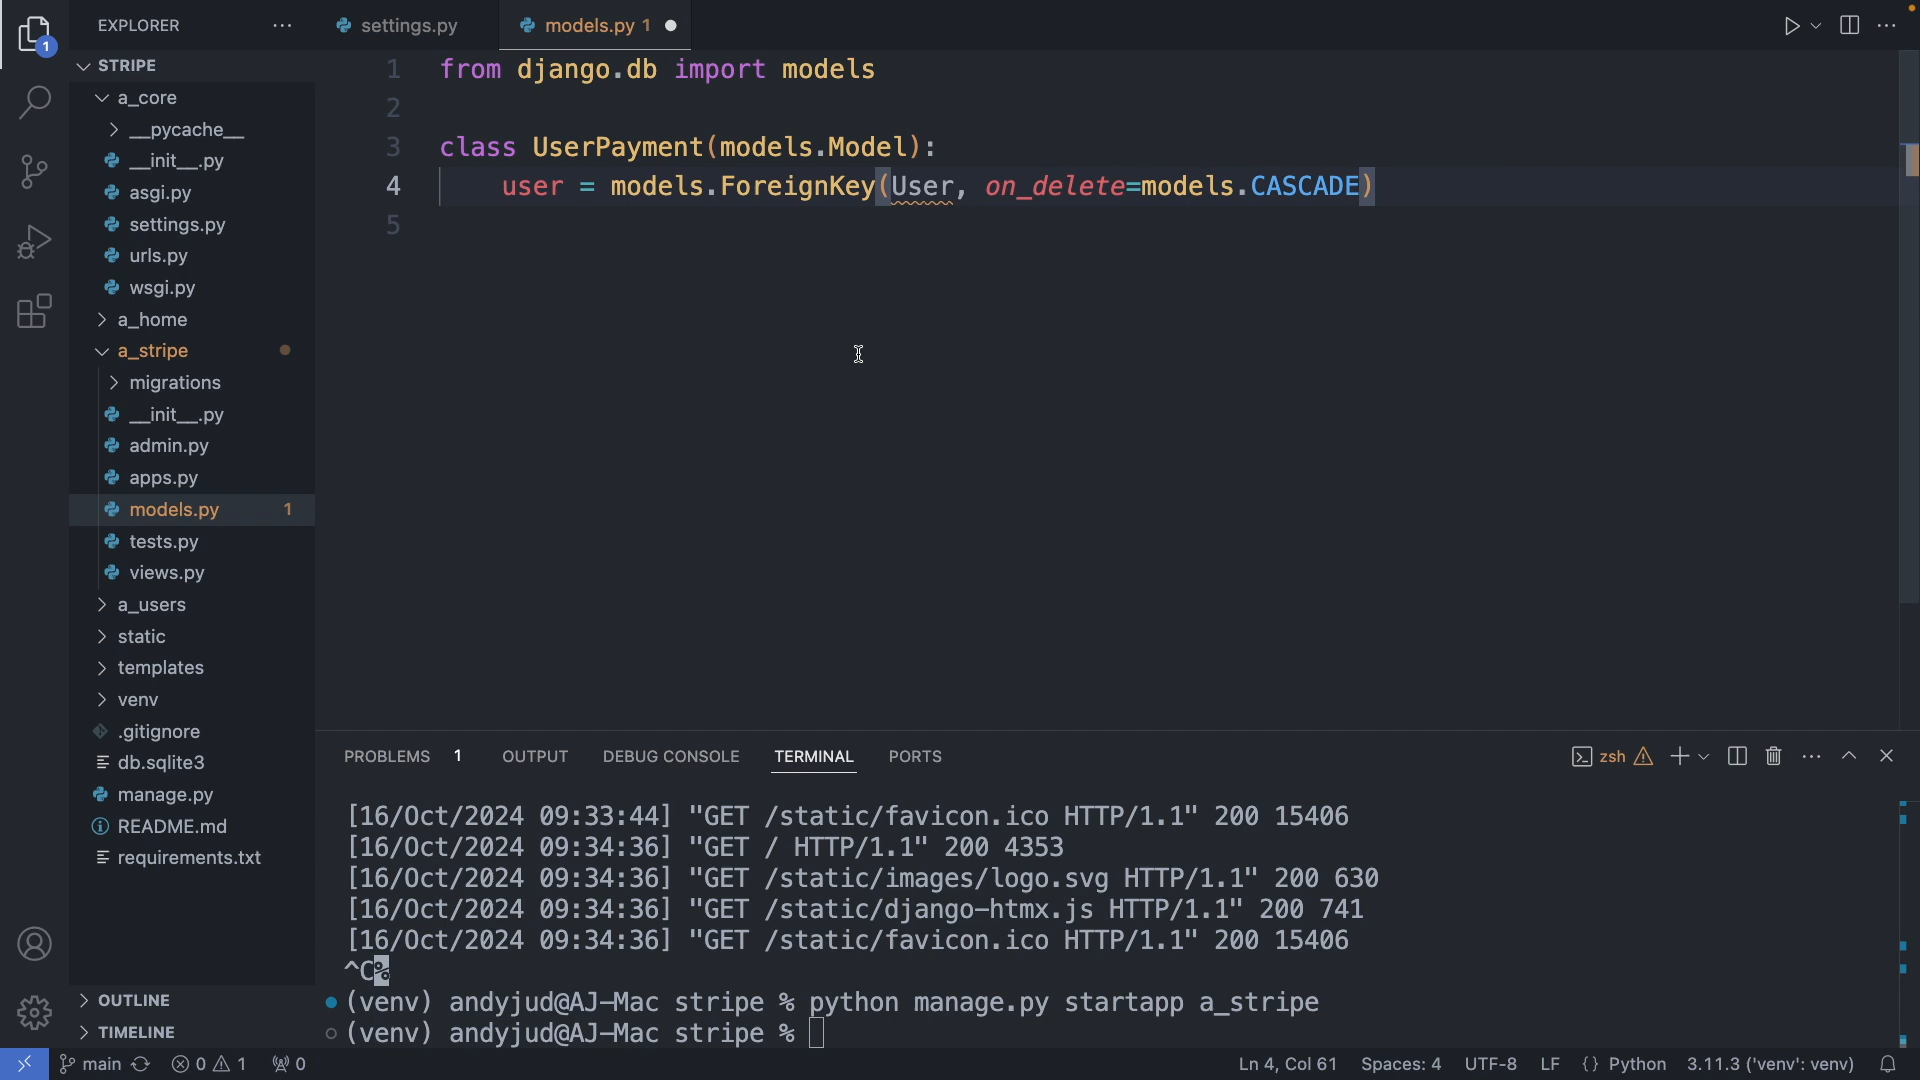 EXPLORER
settings.py
models.py 1
1
STRIPE
a_core
__pycache__
__init__.py
asgi.py
settings.py
urls.py
wsgi.py
a_home
a_stripe
migrations
__init__.py
admin.py
apps.py
models.py 1
tests.py
views.py
a_users
static
templates
venv
.gitignore
db.sqlite3
manage.py
README.md
requirements.txt
OUTLINE
TIMELINE
1 from django.db import models
2
3 class UserPayment(models.Model):
4 user = models.ForeignKey(User, on_delete=models.CASCADE)
5
PROBLEMS 1 OUTPUT DEBUG CONSOLE TERMINAL PORTS
zsh
[16/Oct/2024 09:33:44] "GET /static/favicon.ico HTTP/1.1" 200 15406
[16/Oct/2024 09:34:36] "GET / HTTP/1.1" 200 4353
[16/Oct/2024 09:34:36] "GET /static/images/logo.svg HTTP/1.1" 200 630
[16/Oct/2024 09:34:36] "GET /static/django-htmx.js HTTP/1.1" 200 741
[16/Oct/2024 09:34:36] "GET /static/favicon.ico HTTP/1.1" 200 15406
^C%
(venv) andyjud@AJ-Mac stripe % python manage.py startapp a_stripe
(venv) andyjud@AJ-Mac stripe %
main 0 1 0 Ln 4, Col 61 Spaces: 4 UTF-8 LF {} Python 3.11.3 ('venv': venv)